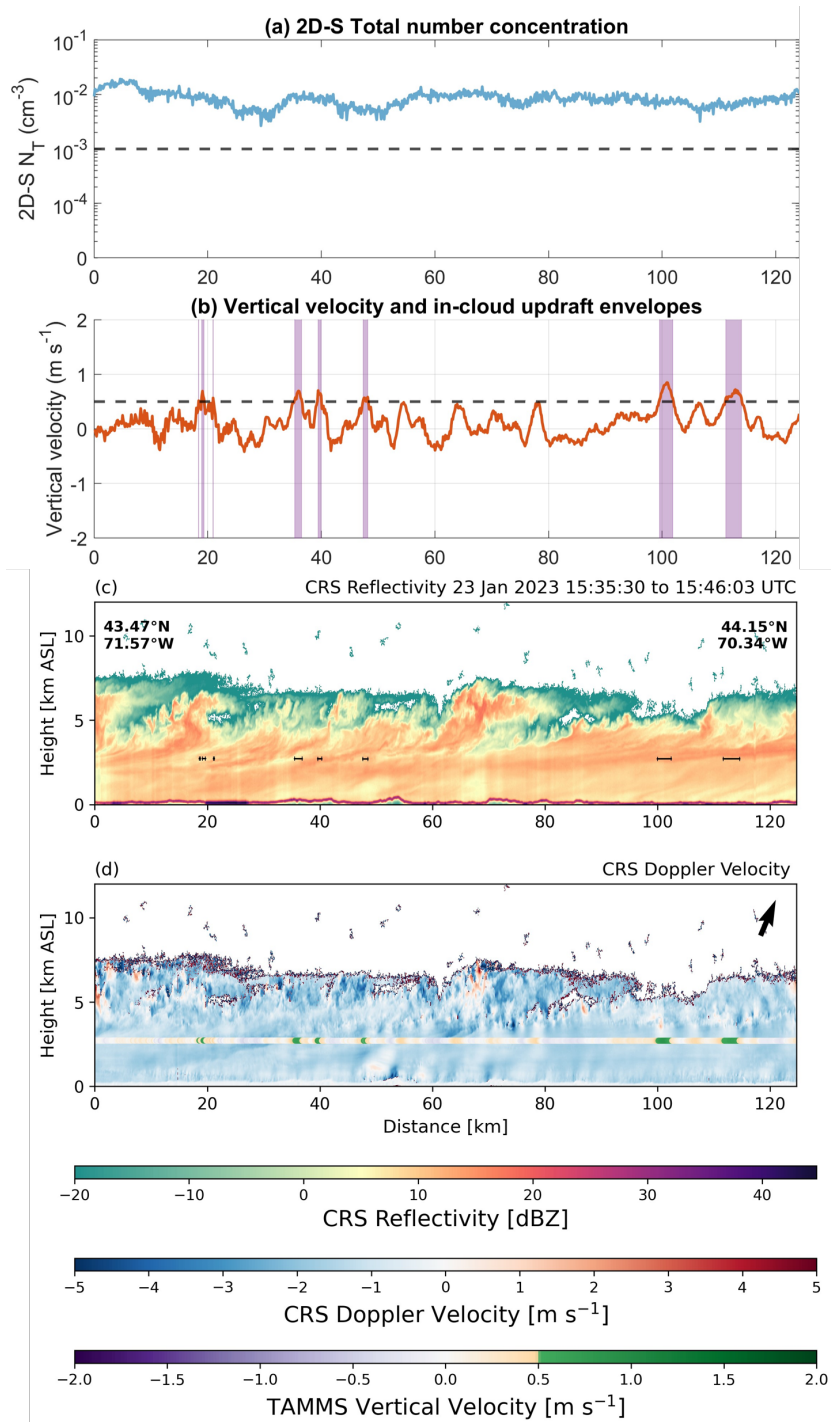 (a) 2D-S Total number concentration
2D-S N_T (cm⁻³)
10⁻¹
10⁻²
10⁻³
10⁻⁴
0
0 20 40 60 80 100 120
(b) Vertical velocity and in-cloud updraft envelopes
Vertical velocity (m s⁻¹)
2
1
0
-1
-2
0 20 40 60 80 100 120
(c) CRS Reflectivity 23 Jan 2023 15:35:30 to 15:46:03 UTC
43.47°N 44.15°N
71.57°W 70.34°W
Height [km ASL]
10
5
0
0 20 40 60 80 100 120
(d) CRS Doppler Velocity
Height [km ASL]
10
5
0
0 20 40 60 80 100 120
Distance [km]
−20 −10 0 10 20 30 40
CRS Reflectivity [dBZ]
−5 −4 −3 −2 −1 0 1 2 3 4 5
CRS Doppler Velocity [m s⁻¹]
−2.0 −1.5 −1.0 −0.5 0.0 0.5 1.0 1.5 2.0
TAMMS Vertical Velocity [m s⁻¹]